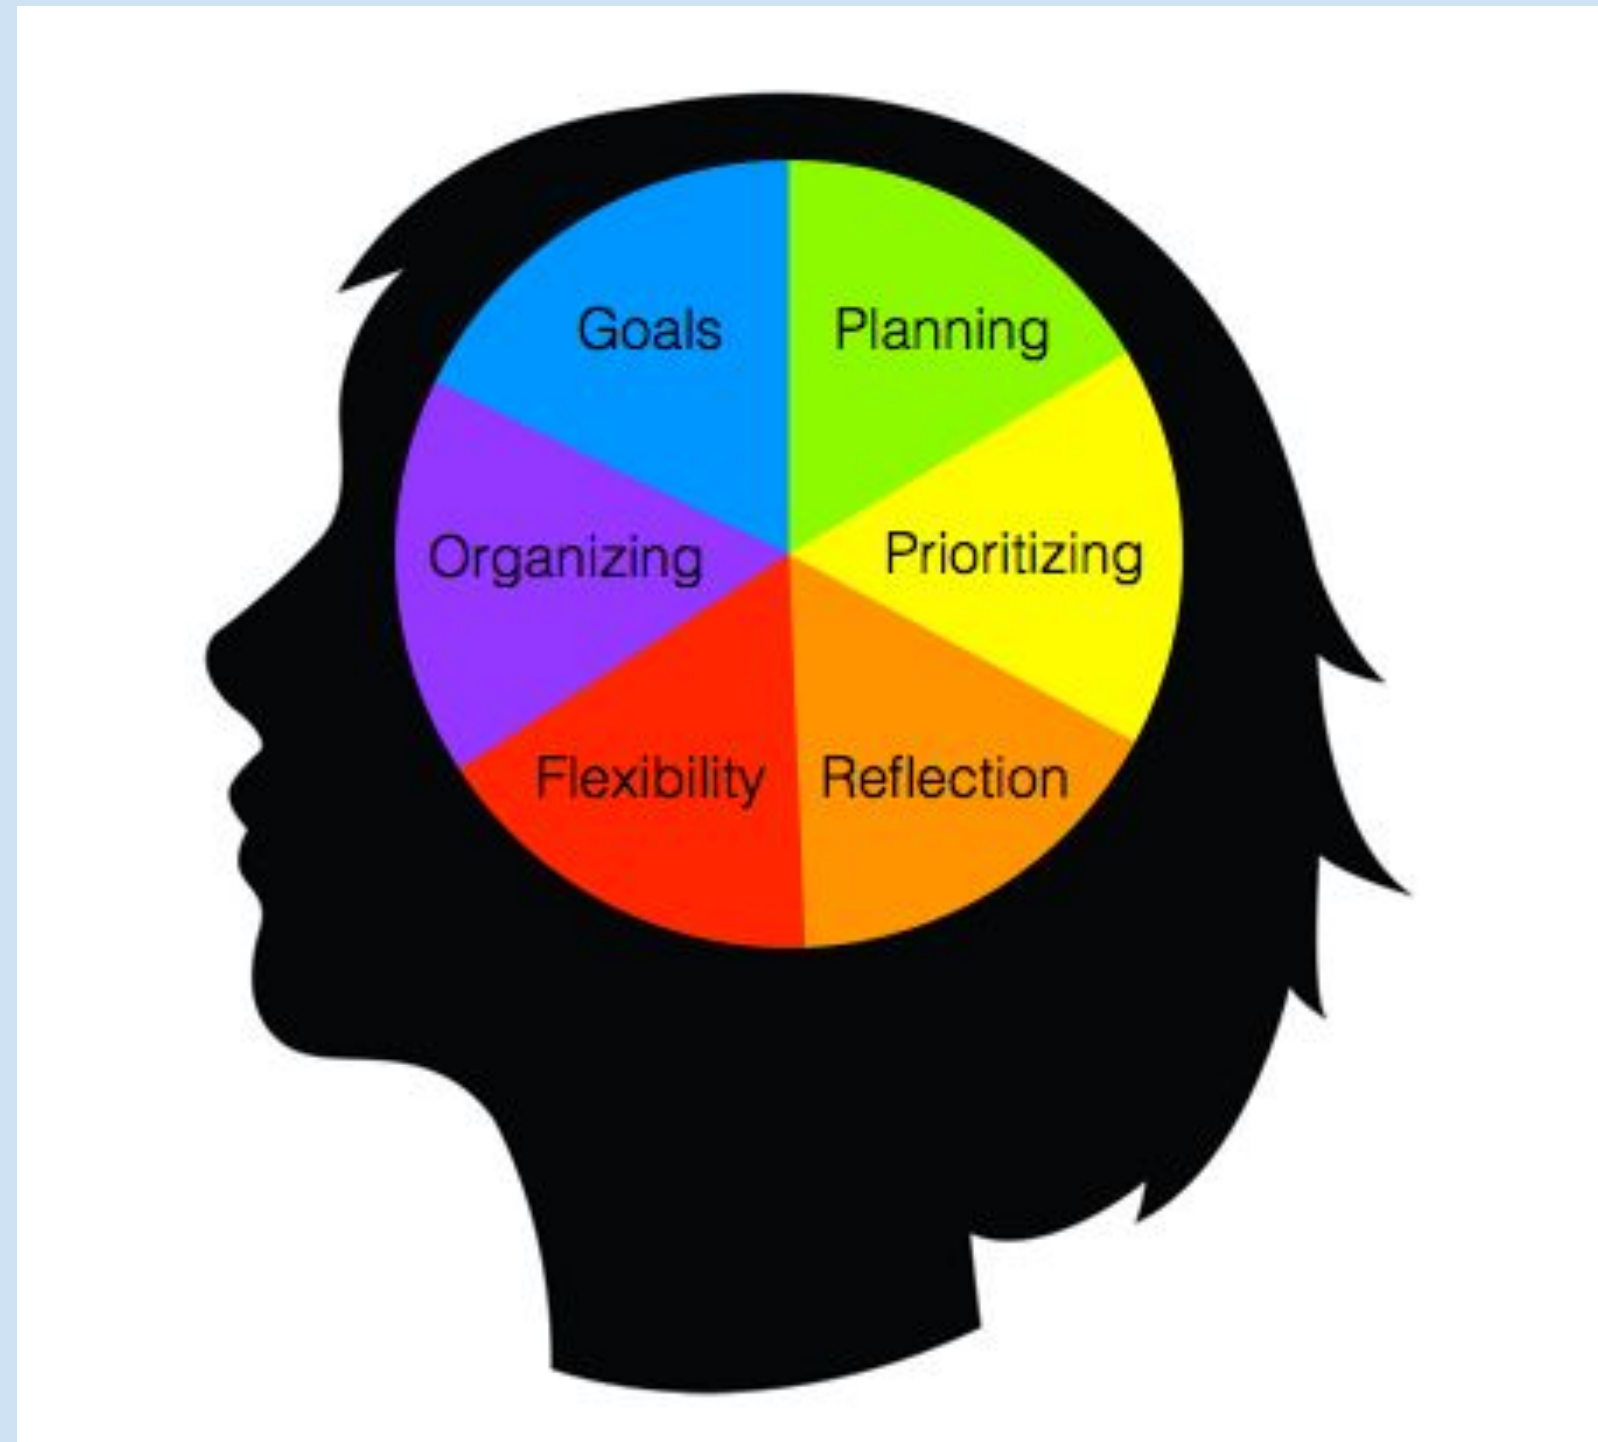 Goals
Planning
Organizing
Prioritizing
Flexibility
Reflection